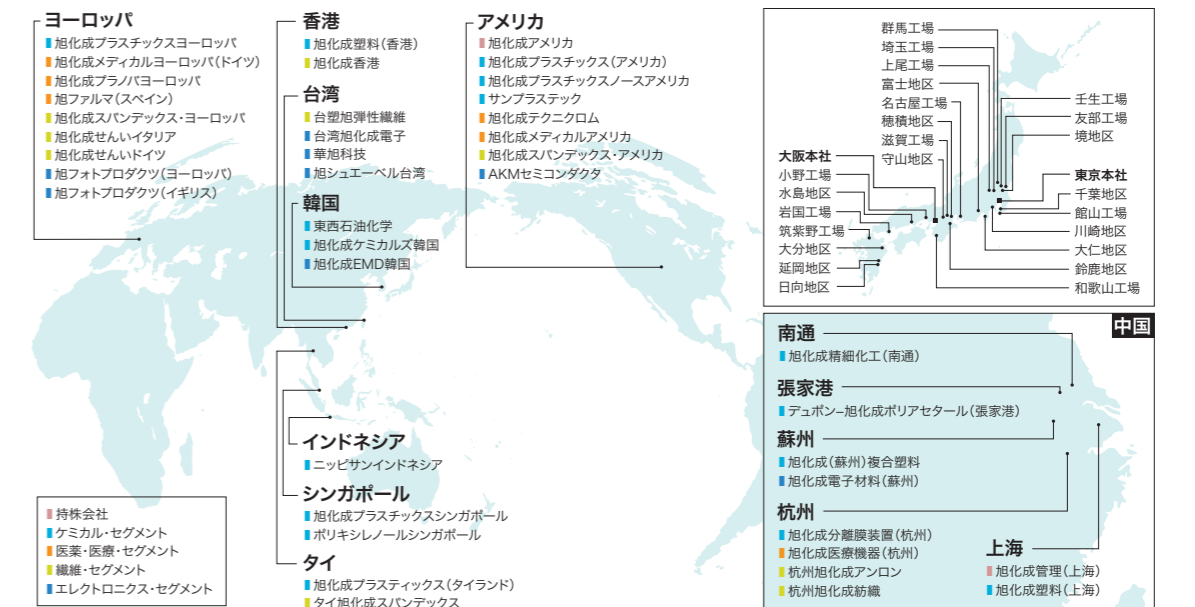 ヨーロッパ
旭化成プラスチックスヨーロッパ
旭化成メディカルヨーロッパ(ドイツ)
旭化成プラノバヨーロッパ
旭ファルマ(スペイン)
旭化成スパンデックス・ヨーロッパ
旭化成せんいイタリア
旭化成せんいドイツ
旭フォトプロダクツ(ヨーロッパ)
旭フォトプロダクツ(イギリス)
香港
旭化成塑料(香港)
旭化成香港
台湾
台塑旭彈性纖維
台湾旭化成電子
華旭科技
旭シュエーベル台湾
韓国
東西石油化学
旭化成ケミカルズ韓国
旭化成EMD韓国
アメリカ
旭化成アメリカ
旭化成プラスチックス(アメリカ)
旭化成プラスチックスノースアメリカ
サンプラステック
旭化成テクニクロム
旭化成メディカルアメリカ
旭化成スパンデックス・アメリカ
AKMセミコンダクタ
インドネシア
ニッピサンインドネシア
シンガポール
旭化成プラスチックスシンガポール
ポリキシレノールシンガポール
タイ
旭化成プラスティックス(タイランド)
タイ旭化成スパンデックス
持株会社
ケミカル・セグメント
医薬・医療・セグメント
繊維・セグメント
エレクトロニクス・セグメント
群馬工場
埼玉工場
上尾工場
富士地区
名古屋工場
穂積地区
滋賀工場
守山地区
大阪本社
小野工場
水島地区
岩国工場
筑紫野工場
大分地区
延岡地区
日向地区
壬生工場
友部工場
境地区
東京本社
千葉地区
館山工場
川崎地区
大仁地区
鈴鹿地区
和歌山工場
中国
南通
旭化成精細化工(南通)
張家港
デュポン−旭化成ポリアセタール(張家港)
蘇州
旭化成(蘇州)複合塑料
旭化成電子材料(蘇州)
杭州
旭化成分離膜装置(杭州)
旭化成医療機器(杭州)
杭州旭化成アンロン
杭州旭化成紡織
上海
旭化成管理(上海)
旭化成塑料(上海)